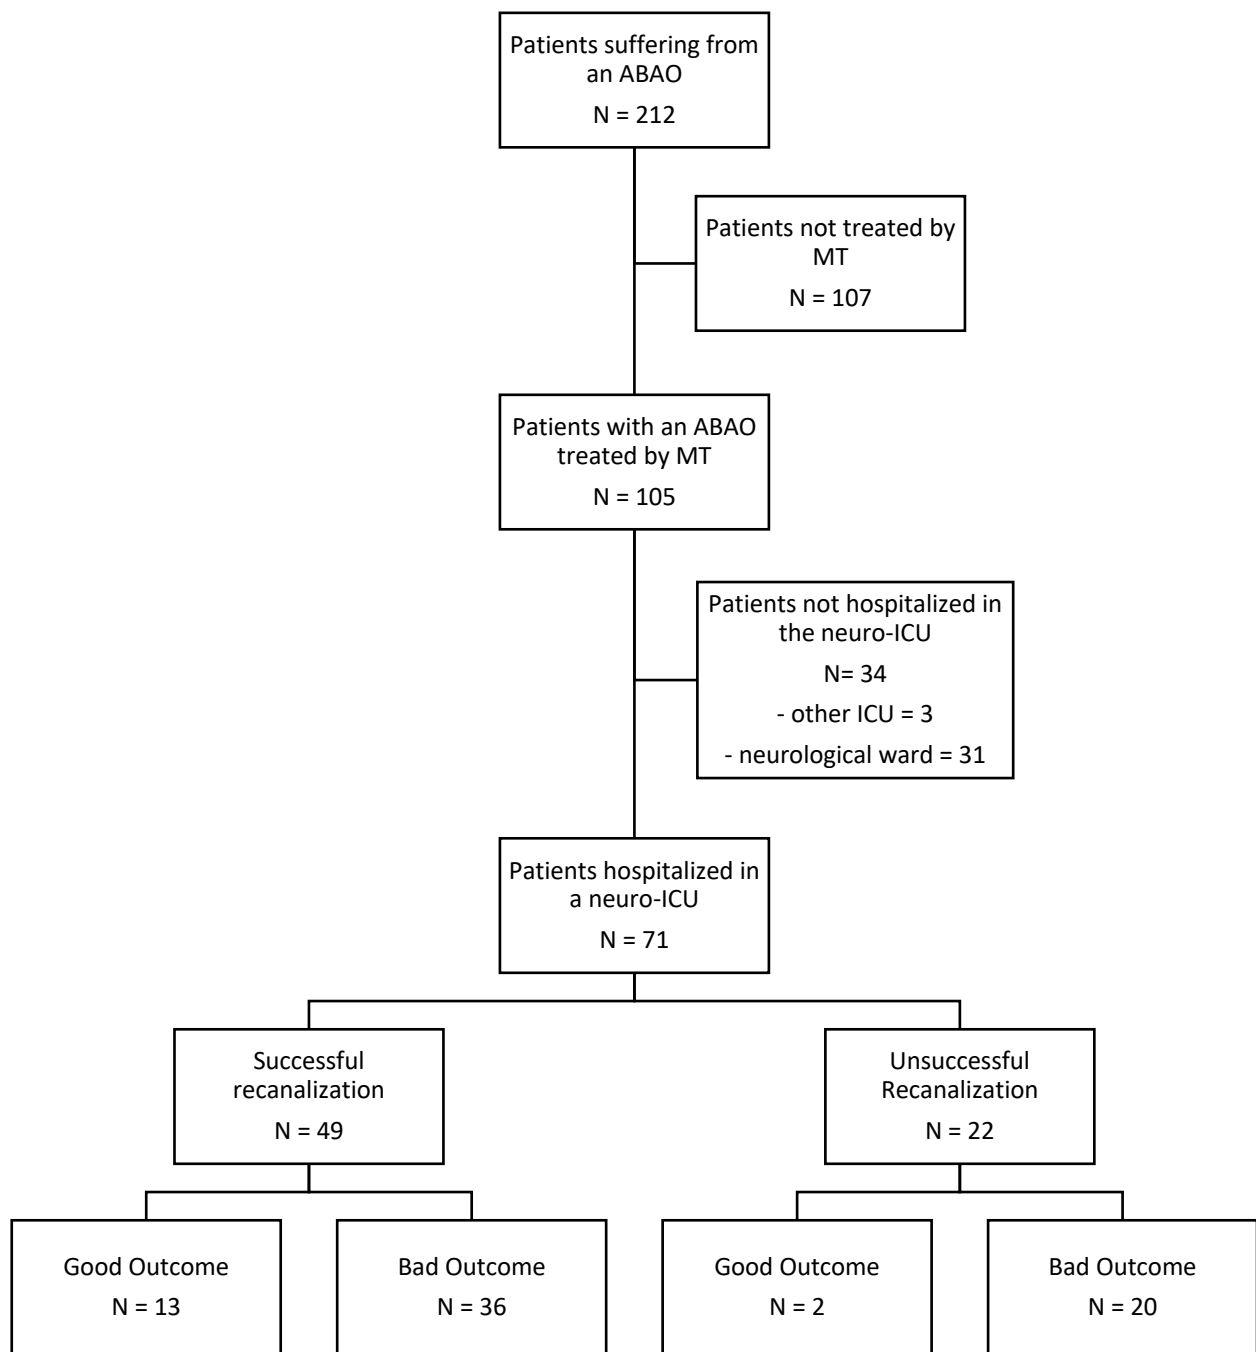 Patients suffering from
an ABAO
N = 212
Patients not treated by
MT
N = 107
Patients with an ABAO
treated by MT
N = 105
Patients not hospitalized in
the neuro-ICU
N= 34
- other ICU = 3
- neurological ward = 31
Patients hospitalized in
a neuro-ICU
N = 71
Successful
recanalization
N = 49
Unsuccessful
Recanalization
N = 22
Good Outcome
N = 13
Bad Outcome
N = 36
Good Outcome
N = 2
Bad Outcome
N = 20